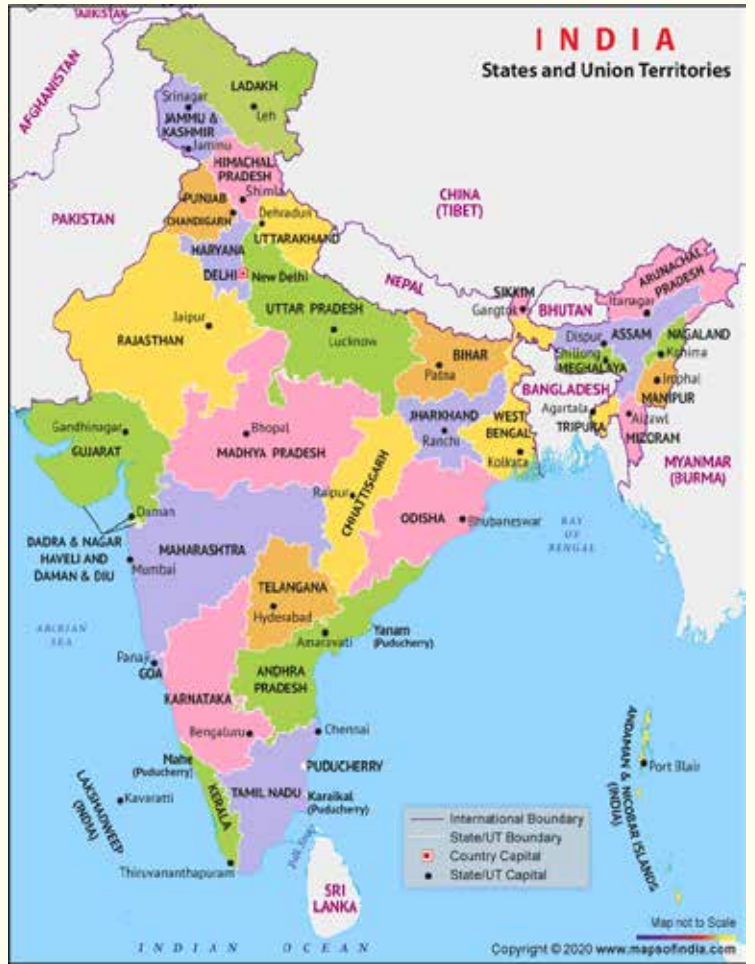 TAJIKISTAN
AFGHANISTAN
INDIA
States and Union Territories
LADAKH
Srinagar
Leh
JAMMU &
KASHMIR
Jammu
HIMACHAL
PRADESH
Shimla
PUNJAB
CHANDIGARH
Dehradun
UTTARAKHAND
CHINA
(TIBET)
PAKISTAN
HARYANA
DELHI
New Delhi
NEPAL
SIKKIM
Gangtok
BHUTAN
ARUNACHAL
PRADESH
Itanagar
UTTAR PRADESH
Lucknow
Jaipur
RAJASTHAN
BIHAR
Patna
Dispur
ASSAM
NAGALAND
Kohima
Shillong
MEGHALAYA
Imphal
MANIPUR
BANGLADESH
Agartala
TRIPURA
Aizawl
MIZORAM
MYANMAR
(BURMA)
Gandhinagar
GUJARAT
Bhopal
MADHYA PRADESH
JHARKHAND
Ranchi
WEST
BENGAL
Kolkata
Raipur
CHHATTISGARH
Daman
DADRA & NAGAR
HAVELI AND
DAMAN & DIU
MAHARASHTRA
Mumbai
ODISHA
Bhubaneswar
BAY
OF
BENGAL
TELANGANA
Hyderabad
ARABIAN
SEA
Amaravati
Yanam
(Puducherry)
Panaji
GOA
KARNATAKA
ANDHRA
PRADESH
Bengaluru
Chennai
Mahe
(Puducherry)
PUDUCHERRY
LAKSHADWEEP
(INDIA)
Kavaratti
KERALA
TAMIL NADU
Karaikal
(Puducherry)
ANDAMAN & NICOBAR ISLANDS
(INDIA)
Port Blair
Thiruvananthapuram
SRI
LANKA
International Boundary
State/UT Boundary
Country Capital
State/UT Capital
INDIAN OCEAN
Map not to Scale
Copyright © 2020 www.mapsofindia.com